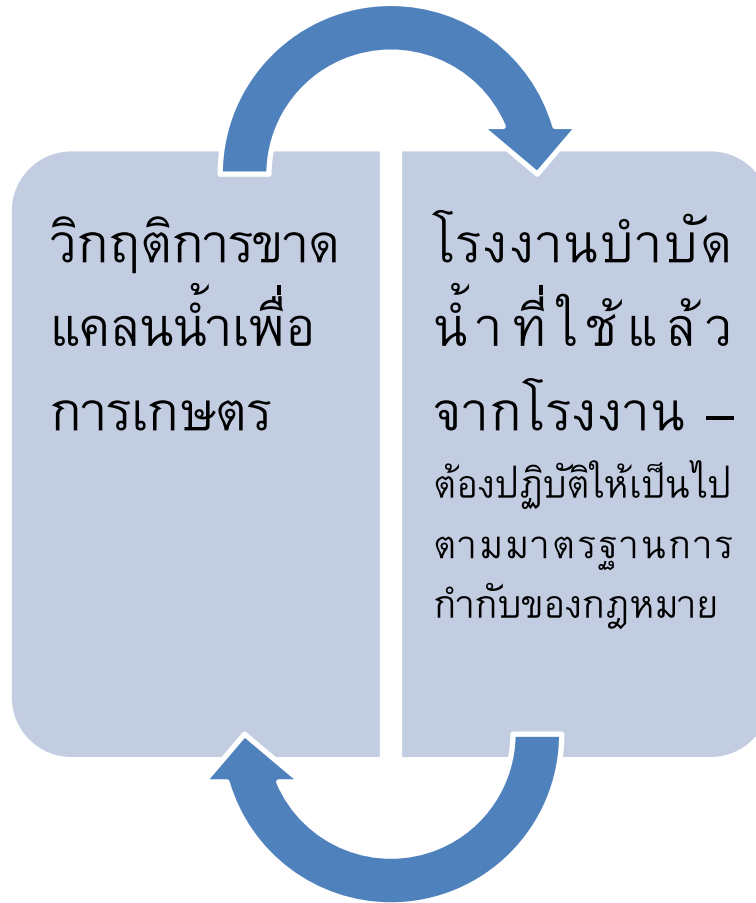 วิกฤติการขาด
แคลนน้ำเพื่อ
การเกษตร
โรงงานบำบัด
น้ำที่ใช้แล้ว
จากโรงงาน –
ต้องปฏิบัติให้เป็นไป
ตามมาตรฐานการ
กำกับของกฎหมาย